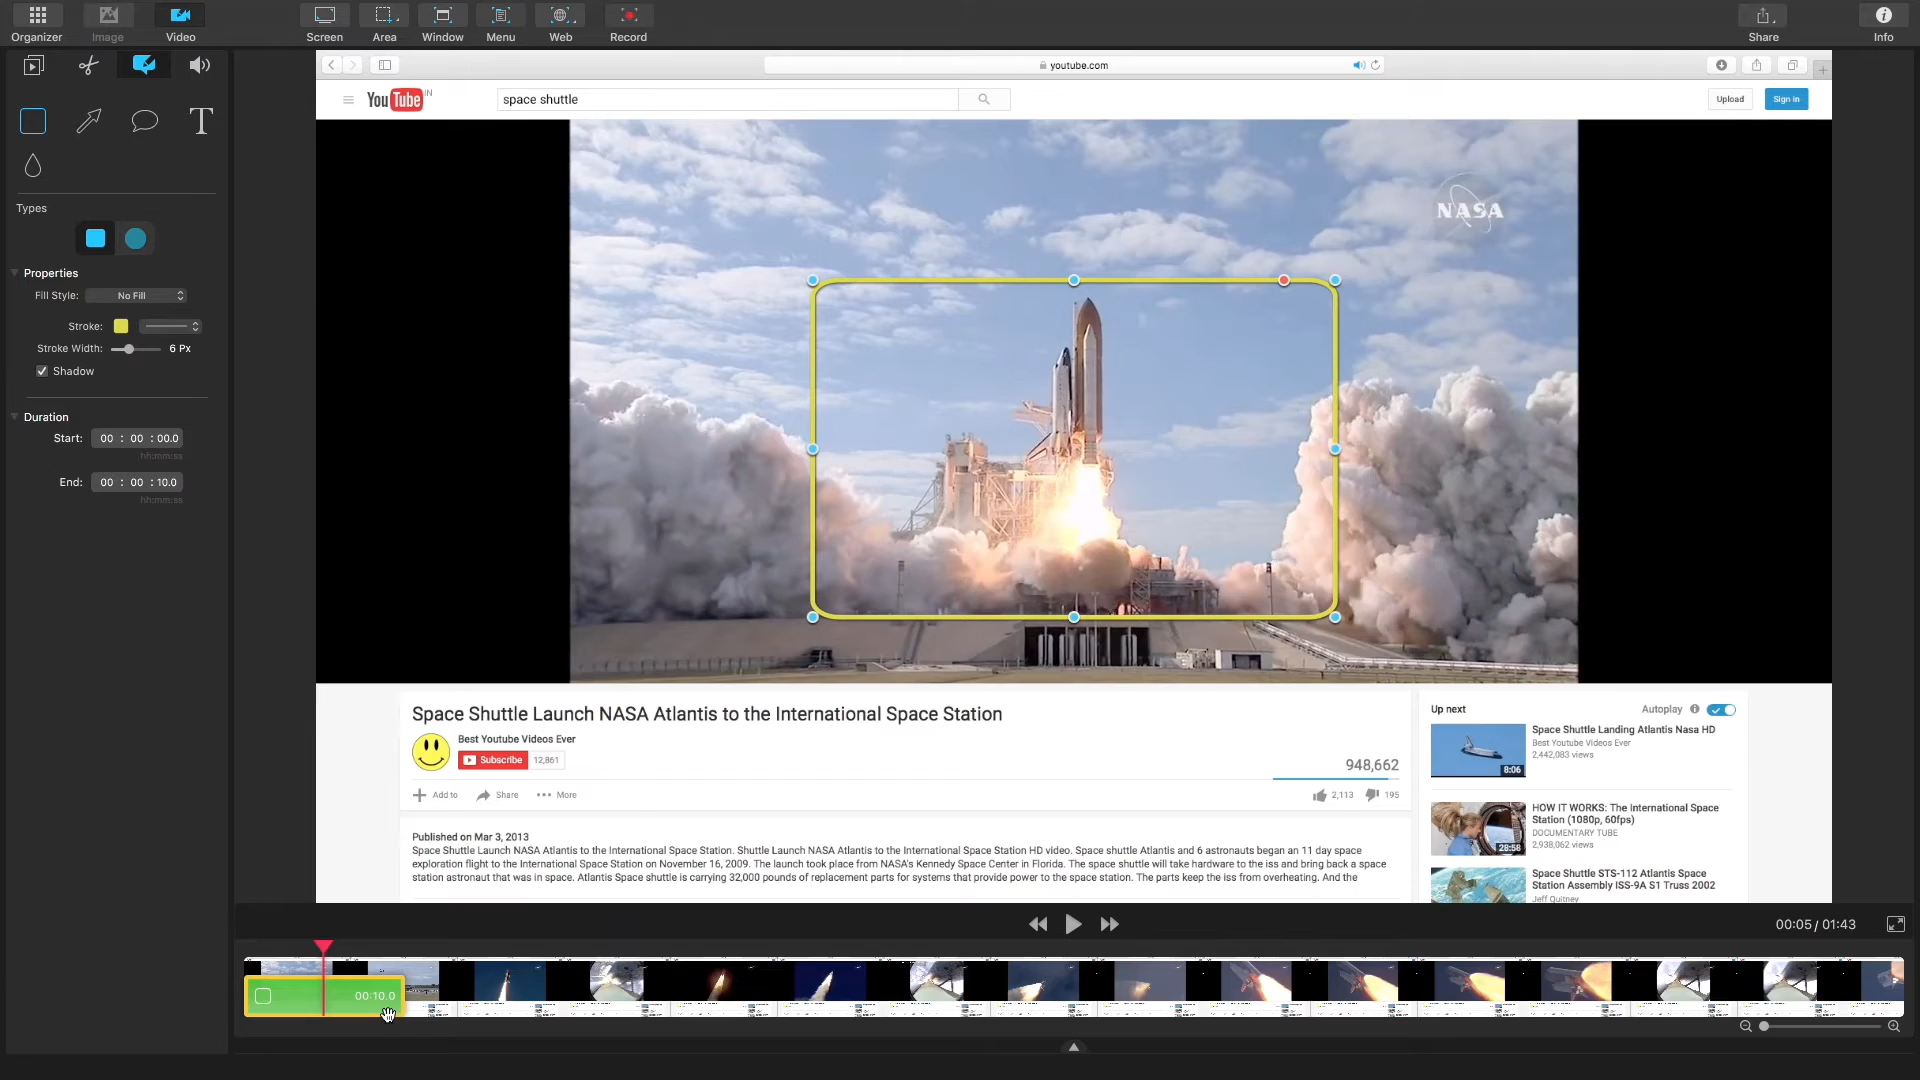 Organizer
Image
Video
Screen
Area
Window
Menu
Web
Record
Share
Info
youtube.com
YouTube IN
space shuttle
Upload
Sign in
NASA
Types
Properties
Fill Style: No Fill
Stroke:
Stroke Width: 6 Px
Shadow
Duration
Start: 00 : 00 : 00.0
hh:mm:ss
End: 00 : 00 : 10.0
hh:mm:ss
Space Shuttle Launch NASA Atlantis to the International Space Station
Best Youtube Videos Ever
Subscribe 12,861
948,662
Add to
Share
More
2,113
195
Published on Mar 3, 2013
Space Shuttle Launch NASA Atlantis to the International Space Station. Shuttle Launch NASA Atlantis to the International Space Station HD video. Space shuttle Atlantis and 6 astronauts began an 11 day space
exploration flight to the International Space Station on November 16, 2009. The launch took place from NASA's Kennedy Space Center in Florida. The space shuttle will take hardware to the iss and bring back a space
station astronaut that was in space. Atlantis Space shuttle is carrying 32,000 pounds of replacement parts for systems that provide power to the space station. The parts keep the iss from overheating. And the
Up next
Autoplay
Space Shuttle Landing Atlantis Nasa HD
Best Youtube Videos Ever
2,442,083 views
8:06
HOW IT WORKS: The International Space
Station (1080p, 60fps)
DOCUMENTARY TUBE
2,938,062 views
28:58
Space Shuttle STS-112 Atlantis Space
Station Assembly ISS-9A S1 Truss 2002
Jeff Quitney
00:05 / 01:43
00:10.0